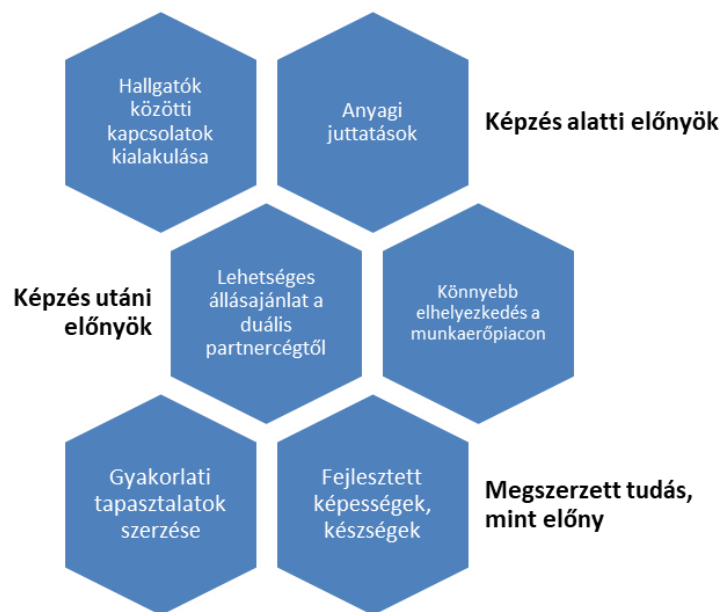 Hallgatók
közötti
kapcsolatok
kialakulása
Anyagi
juttatások
Képzés alatti előnyök
Képzés utáni
előnyök
Lehetséges
állásajánlat a
duális
partnercégtől
Könnyebb
elhelyezkedés a
munkaerőpiacon
Gyakorlati
tapasztalatok
szerzése
Fejlesztett
képességek,
készségek
Megszerzett tudás,
mint előny